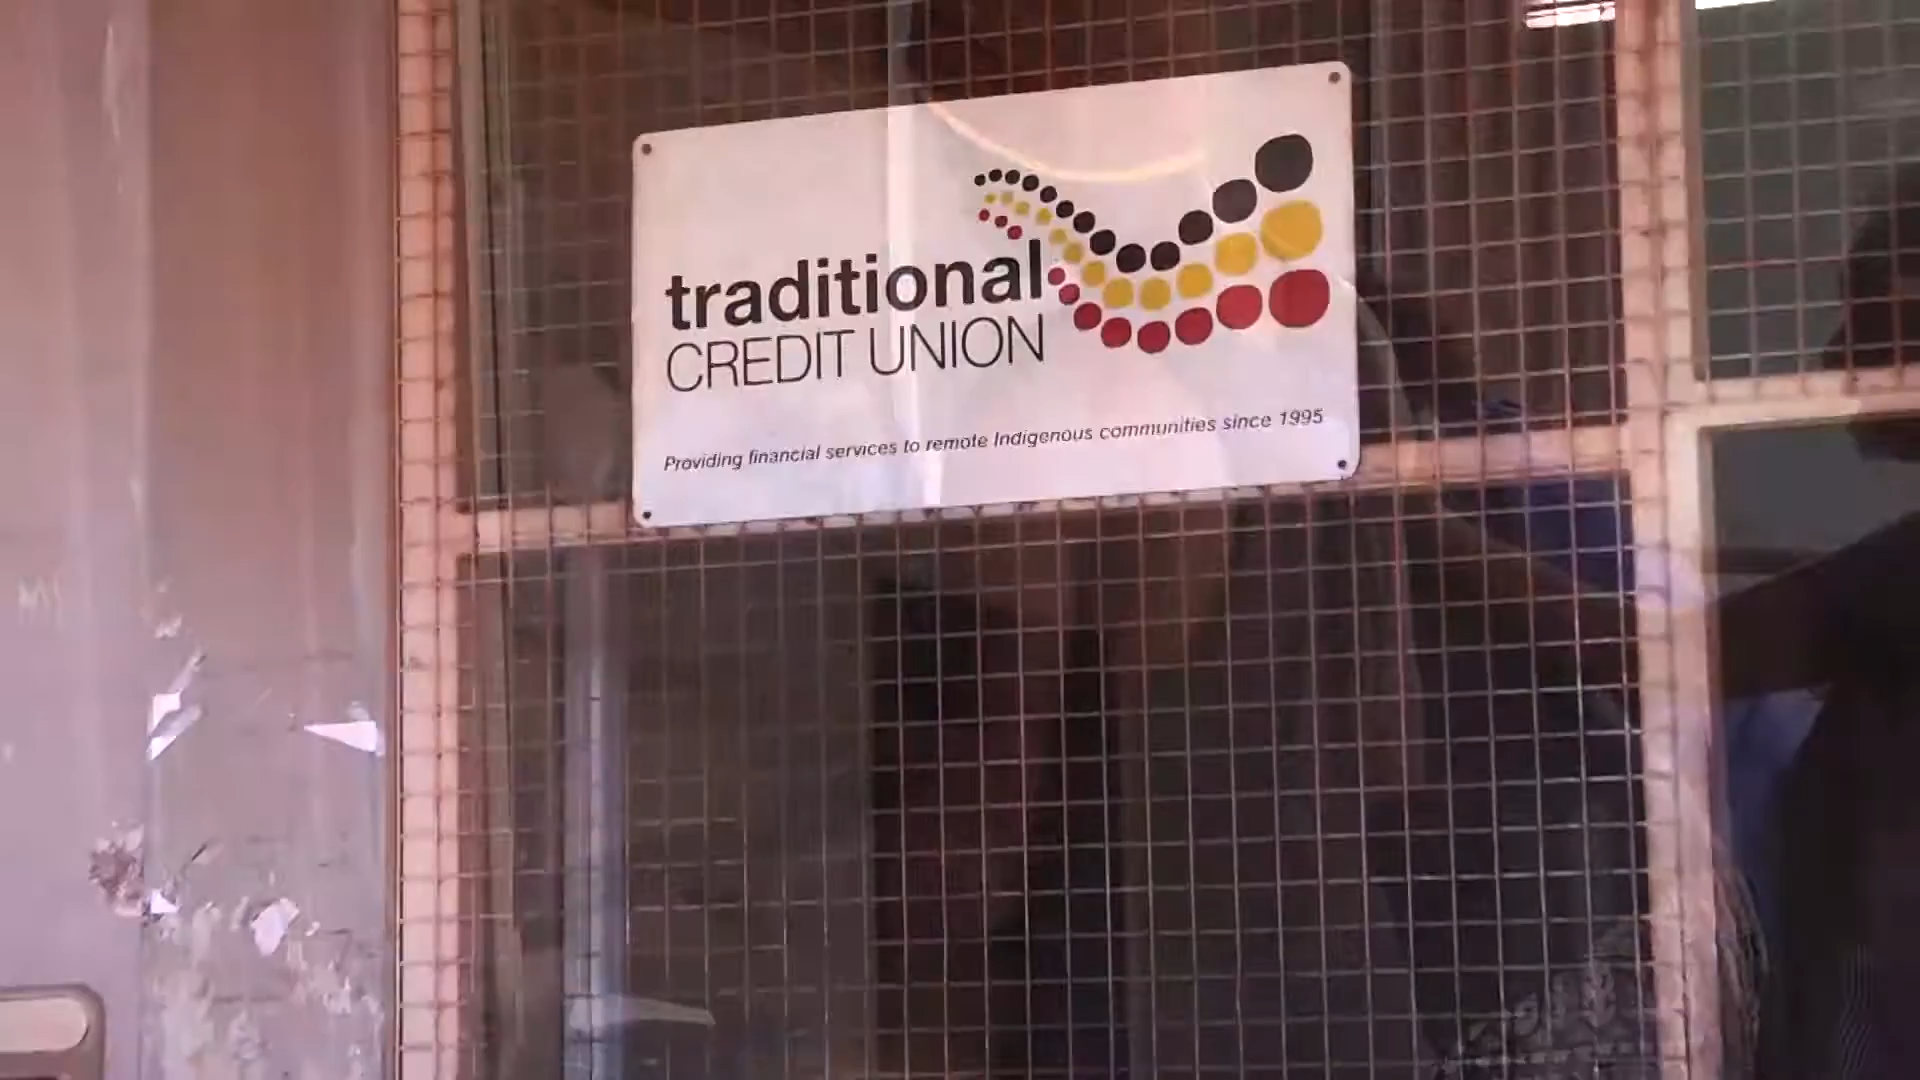 traditional
CREDIT UNION
Providing financial services to remote Indigenous communities since 1995